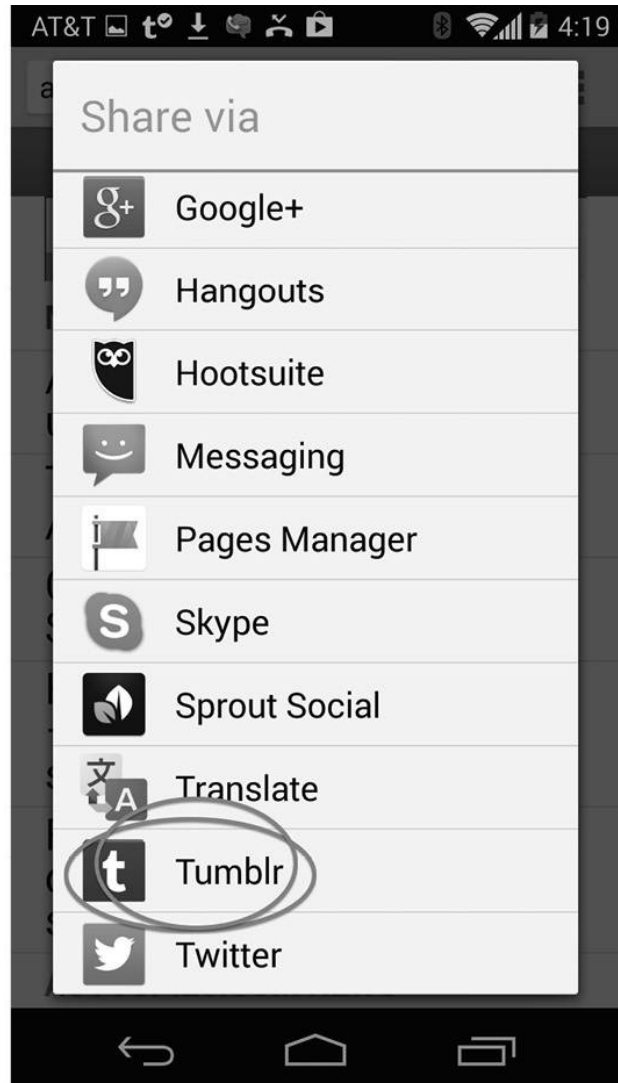 AT&T 4:19
a
Share via
Google+
Hangouts
Hootsuite
Messaging
Pages Manager
Skype
Sprout Social
Translate
Tumblr
Twitter